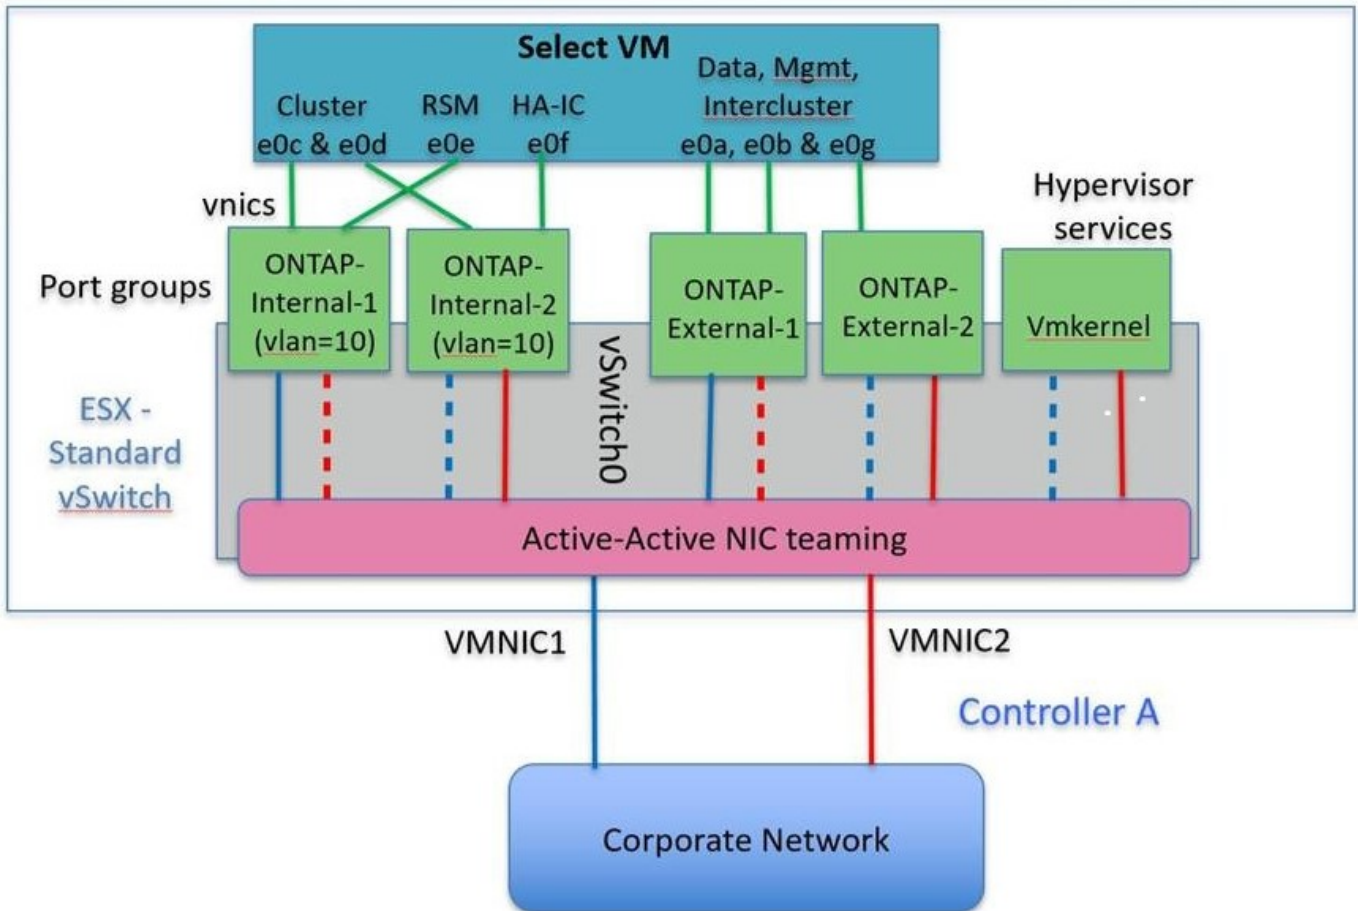 Select VM
Cluster
e0c & e0d
RSM
e0e
HA-IC
e0f
Data, Mgmt,
Intercluster
e0a, e0b & e0g
vnics
Hypervisor
services
Port groups
ONTAP-
Internal-1
(vlan=10)
ONTAP-
Internal-2
(vlan=10)
ONTAP-
External-1
ONTAP-
External-2
Vmkernel
vSwitch0
ESX -
Standard
vSwitch
Active-Active NIC teaming
VMNIC1
VMNIC2
Controller A
Corporate Network